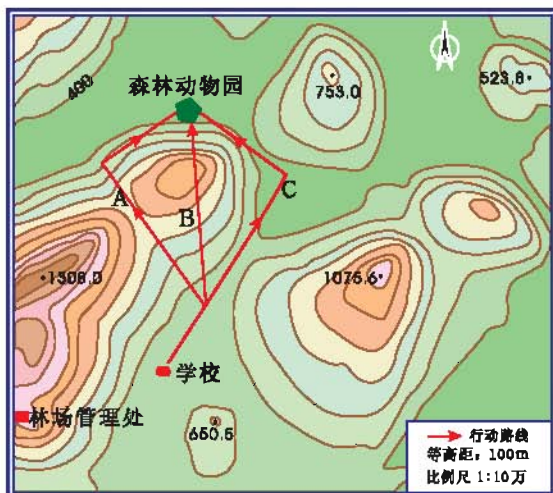 400
森林动物园
753.0
523.8
A
B
C
1508.0
1075.6
学校
林场管理处
650.5
行动路线
等高距：100m
比例尺 1:10万